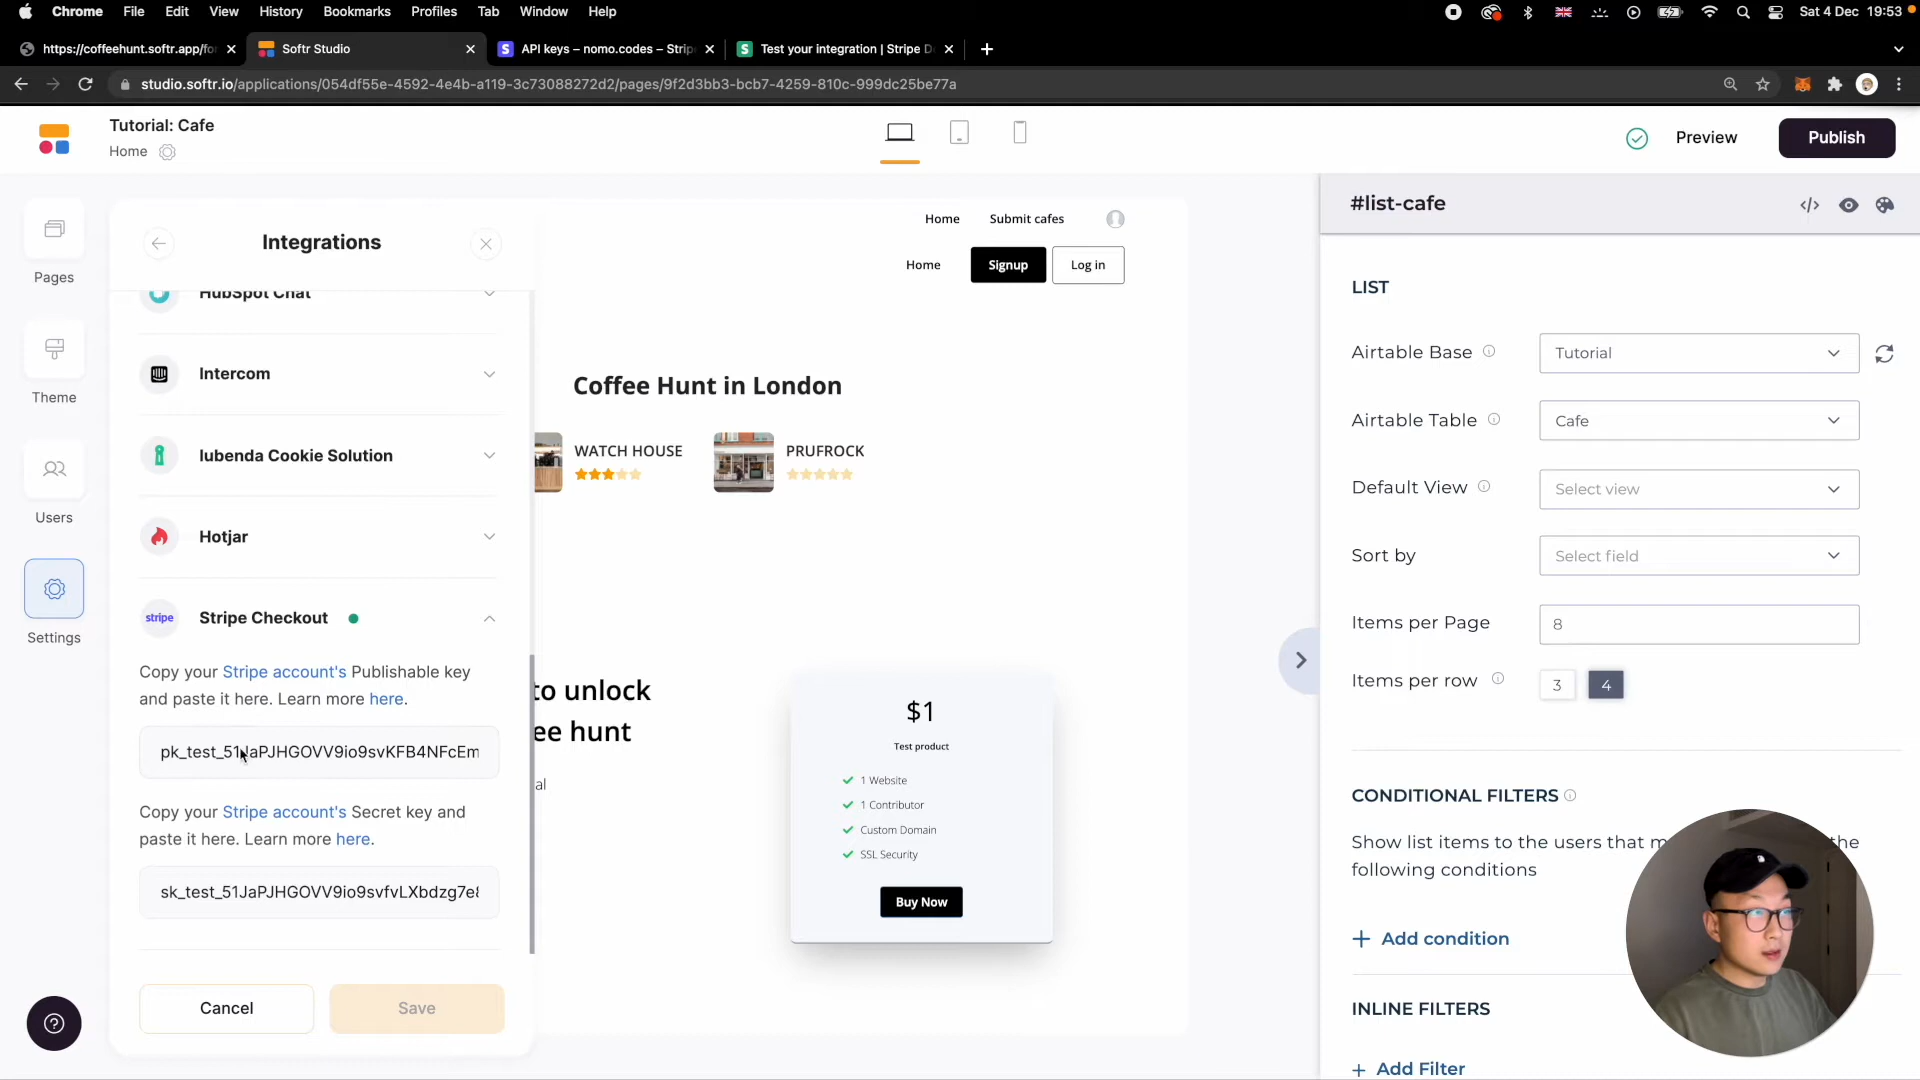 Chrome File Edit View History Bookmarks Profiles Tab Window Help Sat 4 Dec 19:53
https://coffeehunt.softr.app/for Softr Studio API keys – nomo.codes – Strip Test your integration | Stripe D
studio.softr.io/applications/054df55e-4592-4e4b-a119-3c73088272d2/pages/9f2d3bb3-bcb7-4259-810c-999dc25be77a
Tutorial: Cafe
Home
Preview
Publish
Pages
Theme
Users
Settings
Integrations
HubSpot Chat
Intercom
Iubenda Cookie Solution
Hotjar
stripe Stripe Checkout
Copy your Stripe account's Publishable key
and paste it here. Learn more here.
pk_test_51JaPJHGOVV9io9svKFB4NFcEm
Copy your Stripe account's Secret key and
paste it here. Learn more here.
sk_test_51JaPJHGOVV9io9svfvLXbdzg7e
Cancel Save
Home Submit cafes
Home Signup Log in
Coffee Hunt in London
WATCH HOUSE PRUFROCK
to unlock
ee hunt
al
$1
Test product
1 Website
1 Contributor
Custom Domain
SSL Security
Buy Now
#list-cafe
LIST
Airtable Base Tutorial
Airtable Table Cafe
Default View Select view
Sort by Select field
Items per Page 8
Items per row 3 4
CONDITIONAL FILTERS
Show list items to the users that m he
following conditions
Add condition
INLINE FILTERS
Add Filter